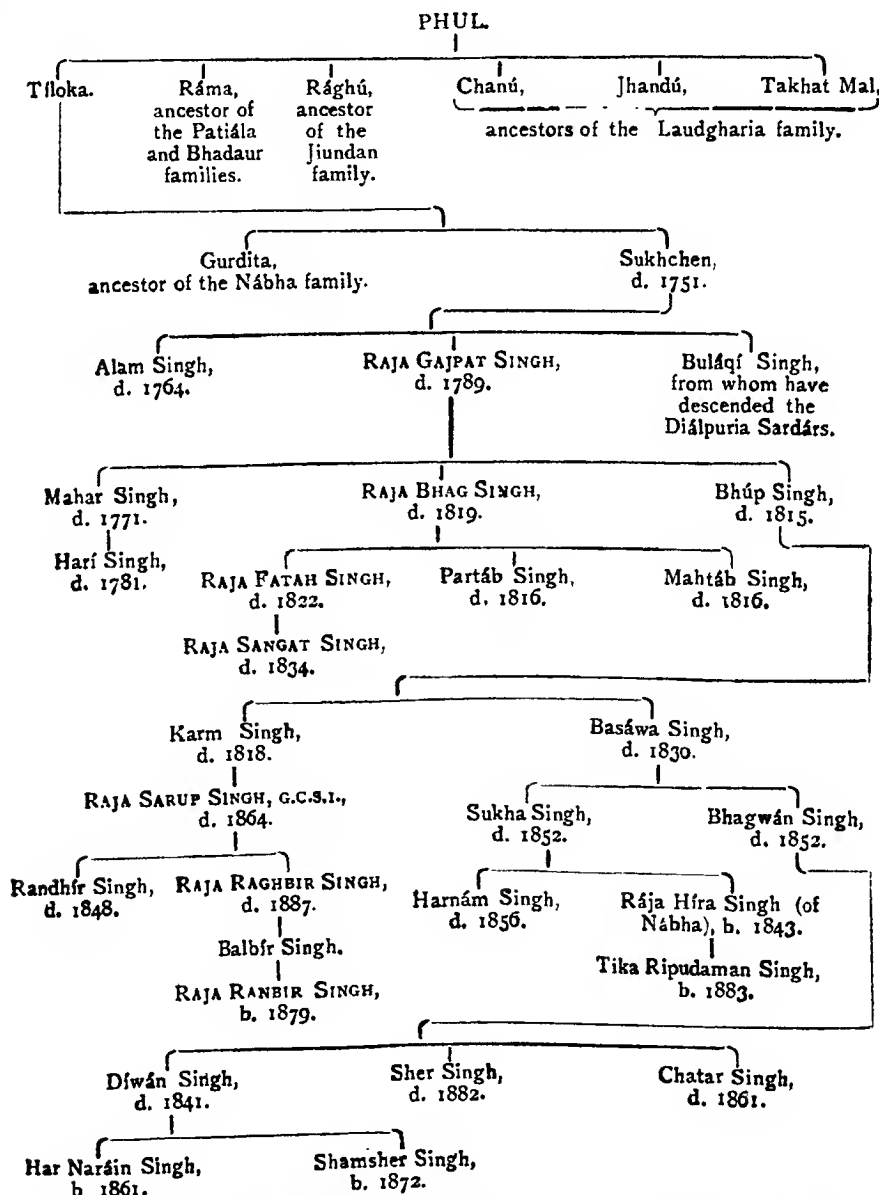 PHUL.
Tíloka.
Ráma,
ancestor of
the Patiála
and Bhadaur
families.
Rághú,
ancestor
of the
Jiundan
family.
Chanú,
Jhandú,
Takhat Mal,
ancestors of the Laudgharia family.
Gurdita,
ancestor of the Nábha family.
Sukhchen,
d. 1751.
Alam Singh,
d. 1764.
RAJA GAJPAT SINGH,
d. 1789.
Buláqí Singh,
from whom have
descended the
Diálpuria Sardárs.
Mahar Singh,
d. 1771.
RAJA BHAG SINGH,
d. 1819.
Bhúp Singh,
d. 1815.
Harí Singh,
d. 1781.
RAJA FATAH SINGH,
d. 1822.
Partáb Singh,
d. 1816.
Mahtáb Singh,
d. 1816.
RAJA SANGAT SINGH,
d. 1834.
Karm Singh,
d. 1818.
Basáwa Singh,
d. 1830.
RAJA SARUP SINGH, G.C.S.I.,
d. 1864.
Sukha Singh,
d. 1852.
Bhagwán Singh,
d. 1852.
Randhír Singh,
d. 1848.
RAJA RAGHBIR SINGH,
d. 1887.
Harnám Singh,
d. 1856.
Rája Híra Singh (of
Nábha), b. 1843.
Balbír Singh.
Tika Ripudaman Singh,
b. 1883.
RAJA RANBIR SINGH,
b. 1879.
Díwán Singh,
d. 1841.
Sher Singh,
d. 1882.
Chatar Singh,
d. 1861.
Har Naráin Singh,
b 1861.
Shamsher Singh,
b. 1872.